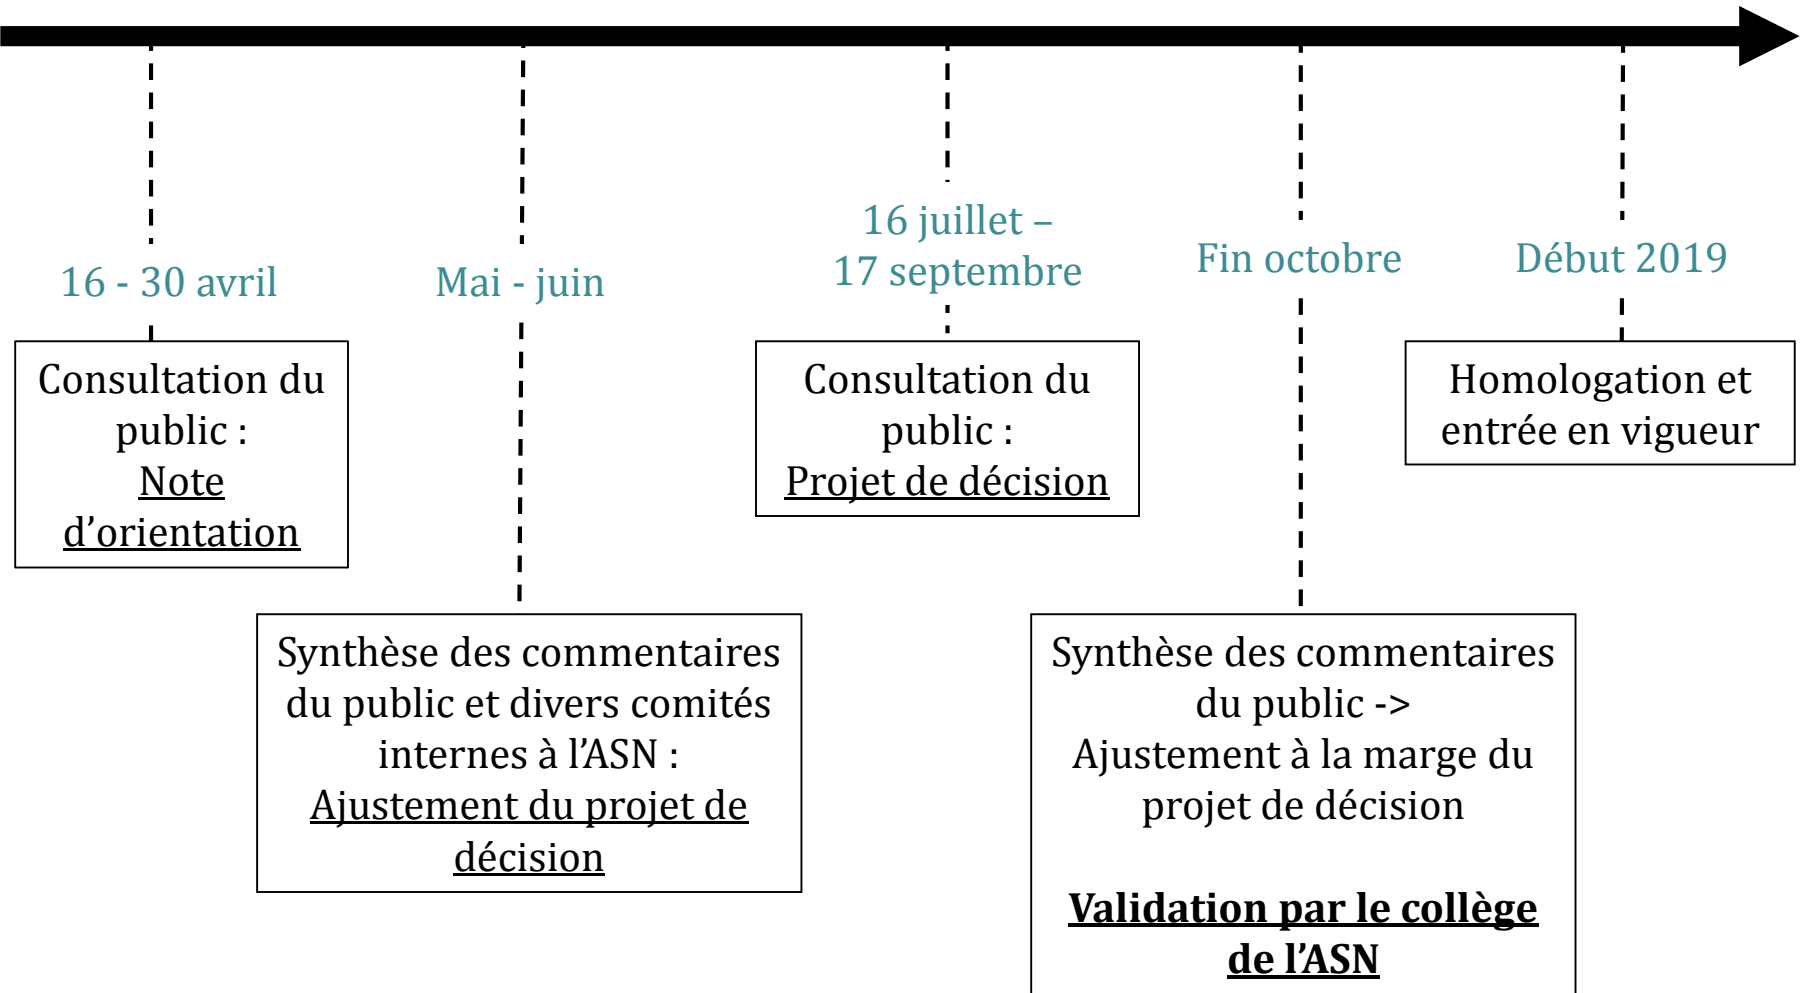 16 - 30 avril
Consultation du
public :
Note
d’orientation
Mai - juin
Synthèse des commentaires
du public et divers comités
internes à l’ASN :
Ajustement du projet de
décision
16 juillet –
17 septembre
Consultation du
public :
Projet de décision
Fin octobre
Synthèse des commentaires
du public ->
Ajustement à la marge du
projet de décision
Validation par le collège
de l’ASN
Début 2019
Homologation et
entrée en vigueur